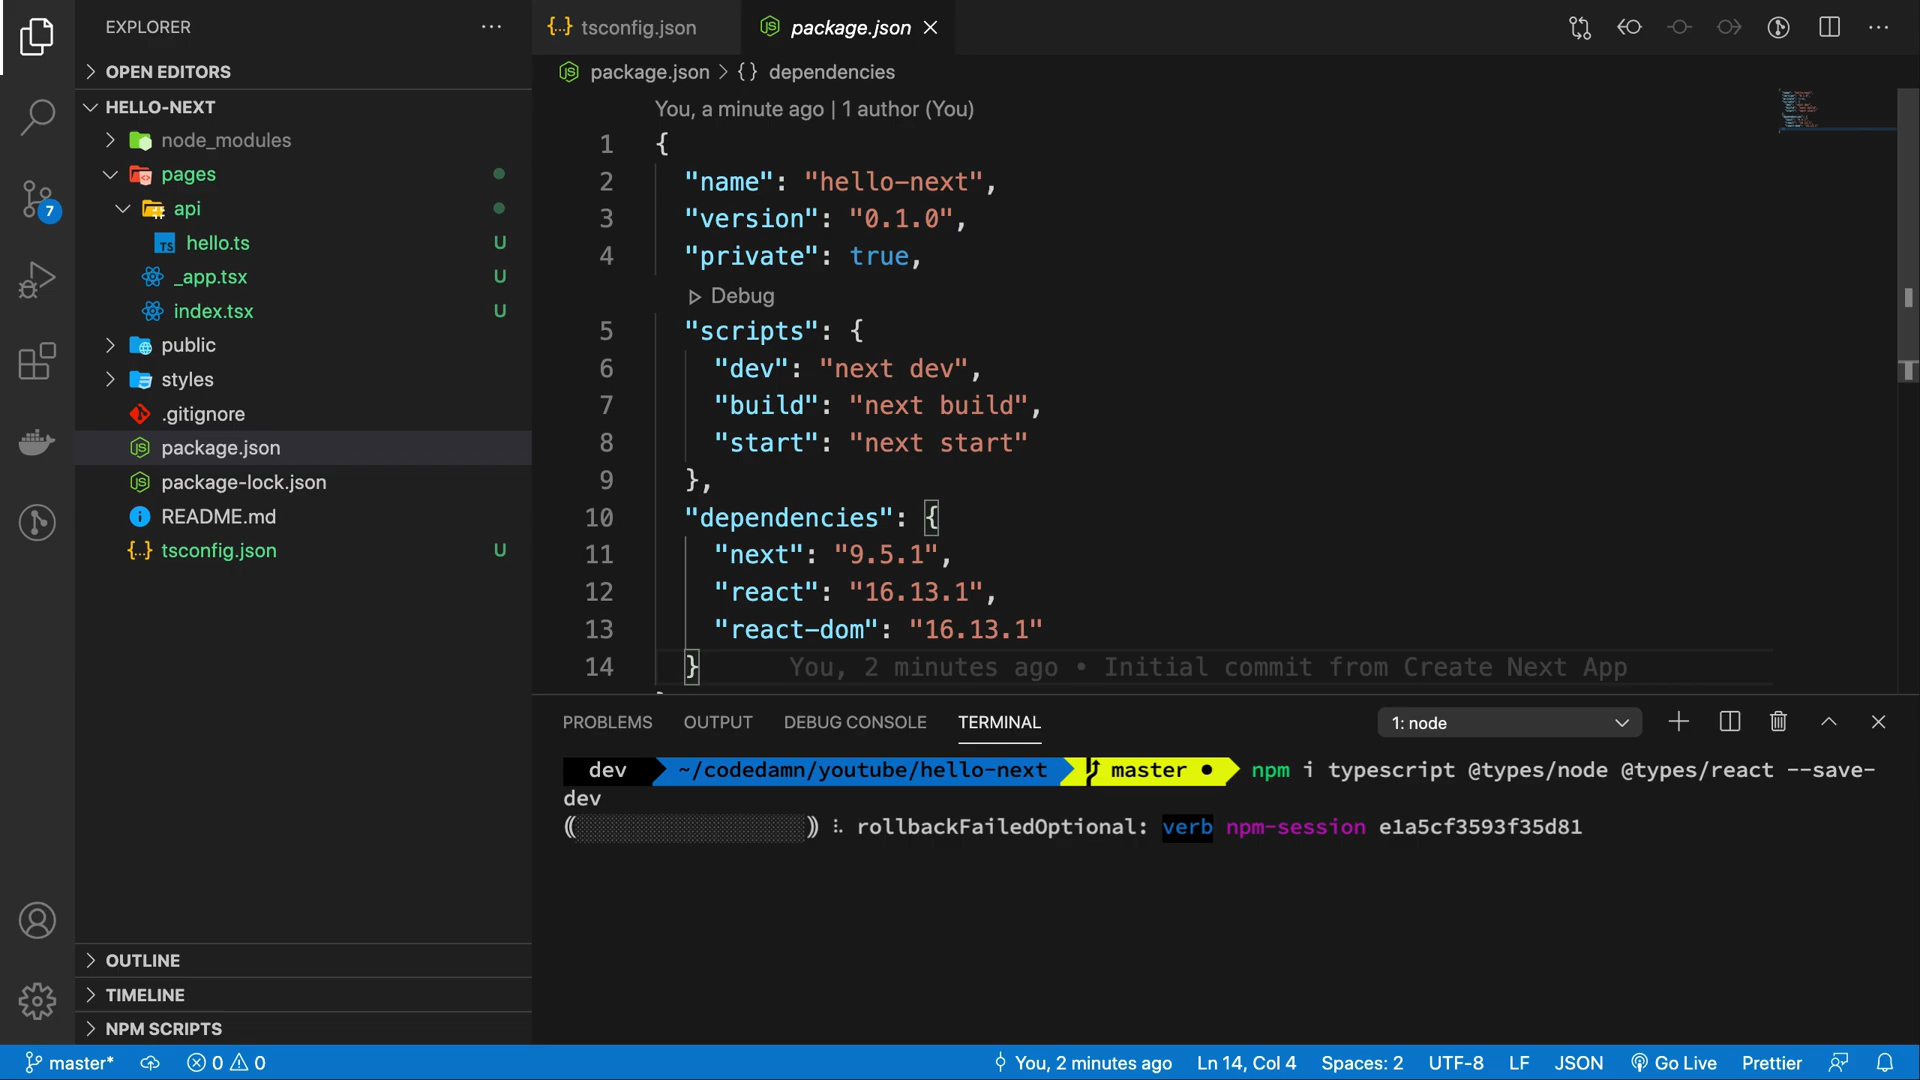 EXPLORER
OPEN EDITORS
HELLO-NEXT
node_modules
pages
api
TS hello.ts U
_app.tsx U
index.tsx U
public
styles
.gitignore
package.json
package-lock.json
README.md
{..} tsconfig.json U
7
OUTLINE
TIMELINE
NPM SCRIPTS
{..} tsconfig.json
JS package.json
JS package.json > {} dependencies
You, a minute ago | 1 author (You)
1 {
2 "name": "hello-next",
3 "version": "0.1.0",
4 "private": true,
Debug
5 "scripts": {
6 "dev": "next dev",
7 "build": "next build",
8 "start": "next start"
9 },
10 "dependencies": {
11 "next": "9.5.1",
12 "react": "16.13.1",
13 "react-dom": "16.13.1"
14 } You, 2 minutes ago • Initial commit from Create Next App
PROBLEMS OUTPUT DEBUG CONSOLE TERMINAL 1: node
dev ~/codedamn/youtube/hello-next master ● npm i typescript @types/node @types/react --save-
dev
rollbackFailedOptional: verb npm-session e1a5cf3593f35d81
master* 0 0 You, 2 minutes ago Ln 14, Col 4 Spaces: 2 UTF-8 LF JSON Go Live Prettier